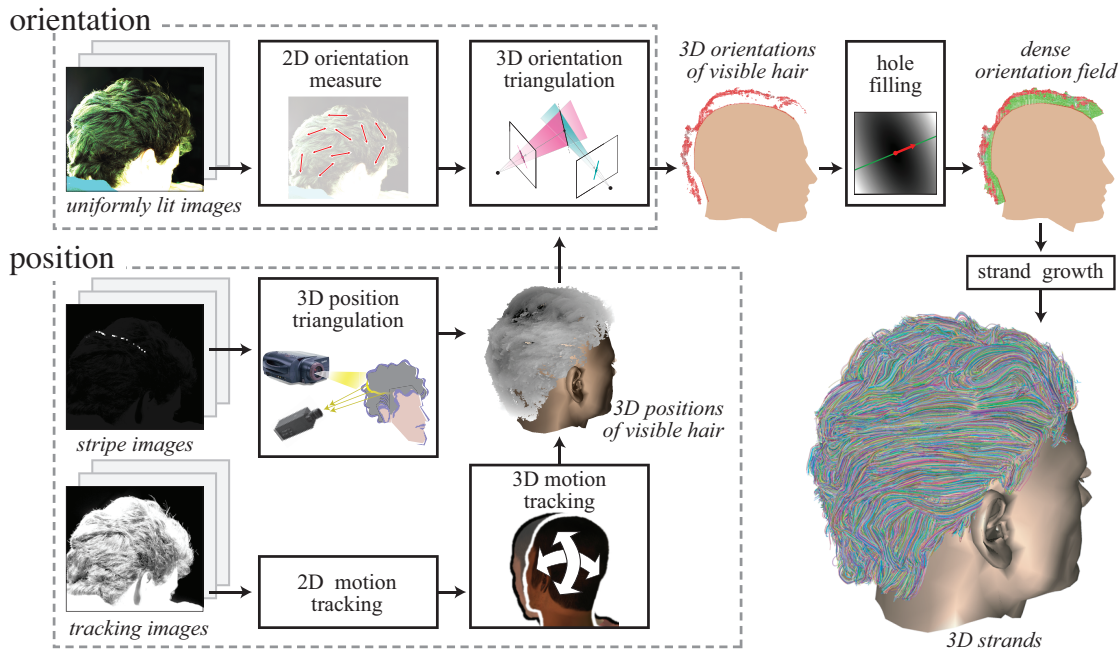 orientation
2D orientation
measure
3D orientation
triangulation
uniformly lit images
3D orientations
of visible hair
hole
filling
dense
orientation field
position
3D position
triangulation
stripe images
3D positions
of visible hair
strand growth
3D motion
tracking
2D motion
tracking
tracking images
3D strands